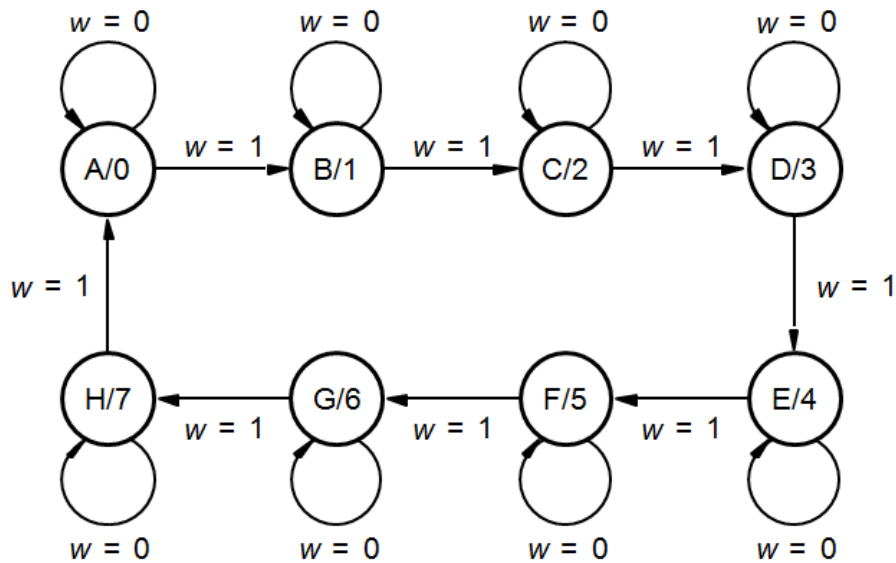 w = 0 w = 0 w = 0 w = 0
A/0 w = 1 B/1 w = 1 C/2 w = 1 D/3
w = 1 w = 1
H/7 w = 1 G/6 w = 1 F/5 w = 1 E/4
w = 0 w = 0 w = 0 w = 0